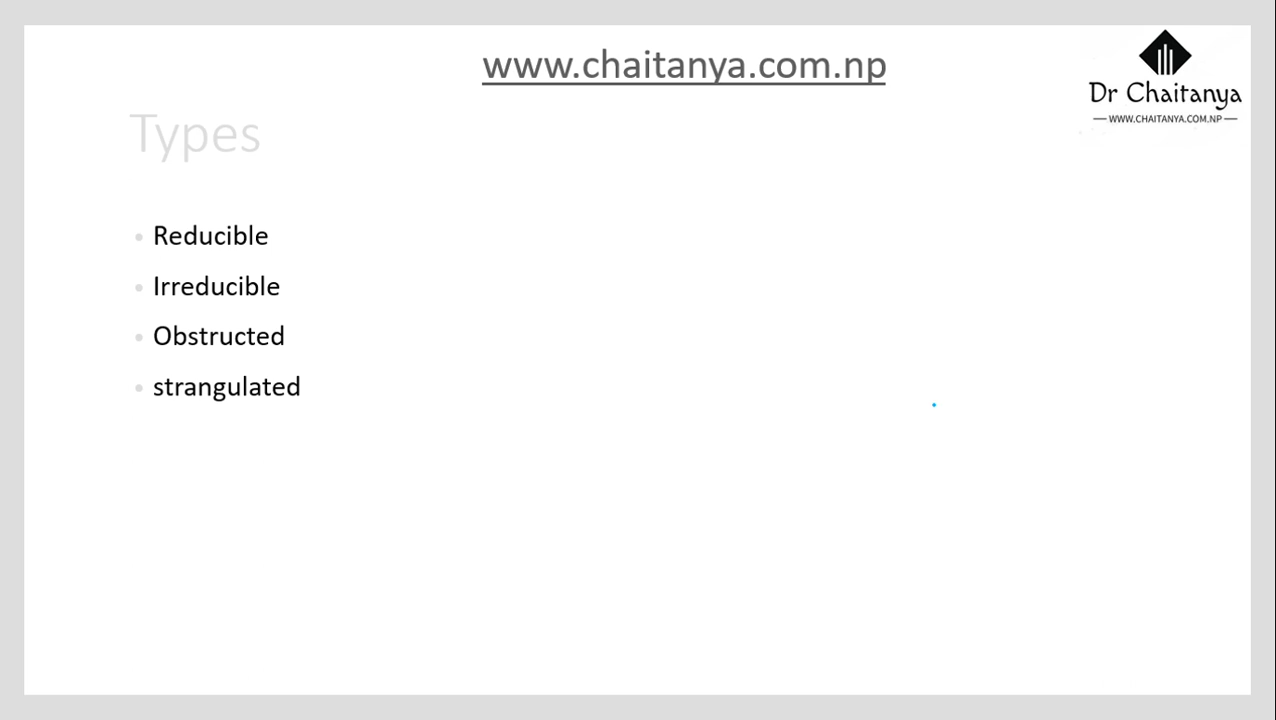 www.chaitanya.com.np
Dr Chaitanya
WWW.CHAITANYA.COM.NP
Types
Reducible
Irreducible
Obstructed
strangulated